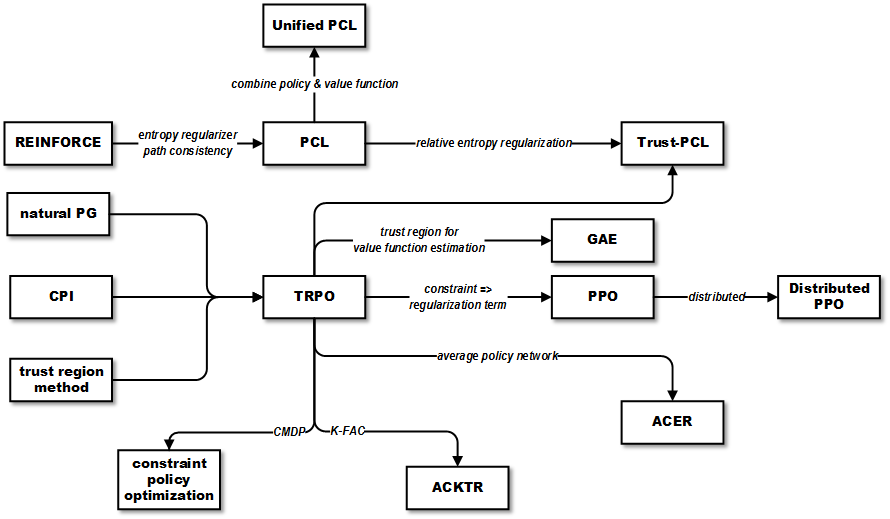 Unified PCL
combine policy & value function
REINFORCE
entropy regularizer
path consistency
PCL
relative entropy regularization
Trust-PCL
natural PG
trust region for
value function estimation
GAE
CPI
TRPO
constraint =>
regularization term
PPO
distributed
Distributed
PPO
trust region
method
average policy network
ACER
CMDP
K-FAC
constraint
policy
optimization
ACKTR